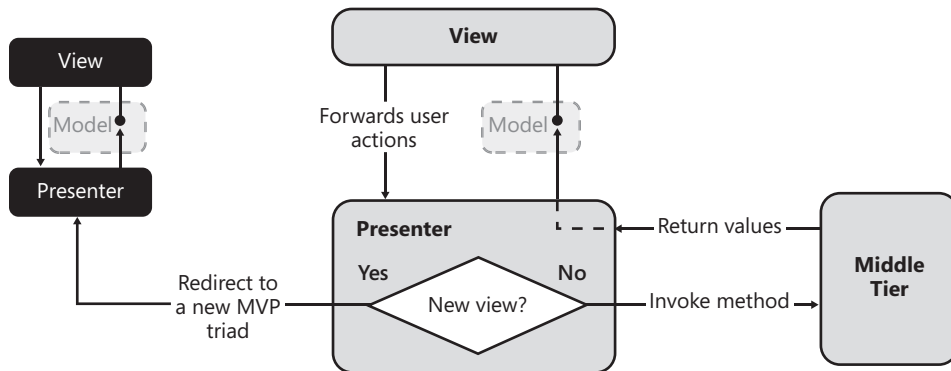 View
View
Model
Forwards user
actions
Model
Presenter
Presenter
Return values
Yes
No
Middle
Tier
Redirect to
a new MVP
triad
New view?
Invoke method